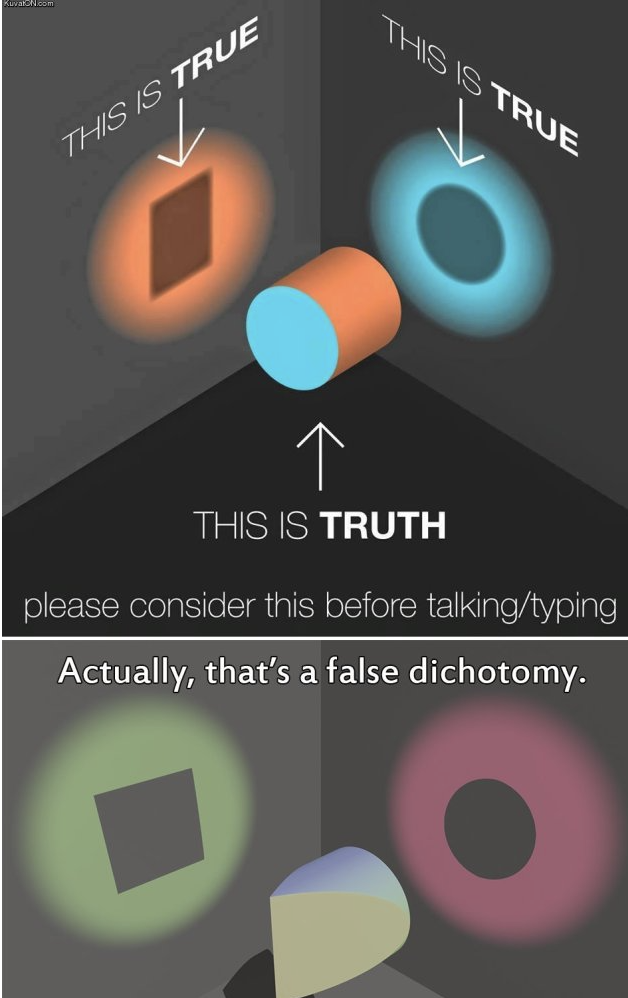 KuvatON.com
THIS IS TRUE
THIS IS TRUE
THIS IS TRUTH
please consider this before talking/typing
Actually, that's a false dichotomy.